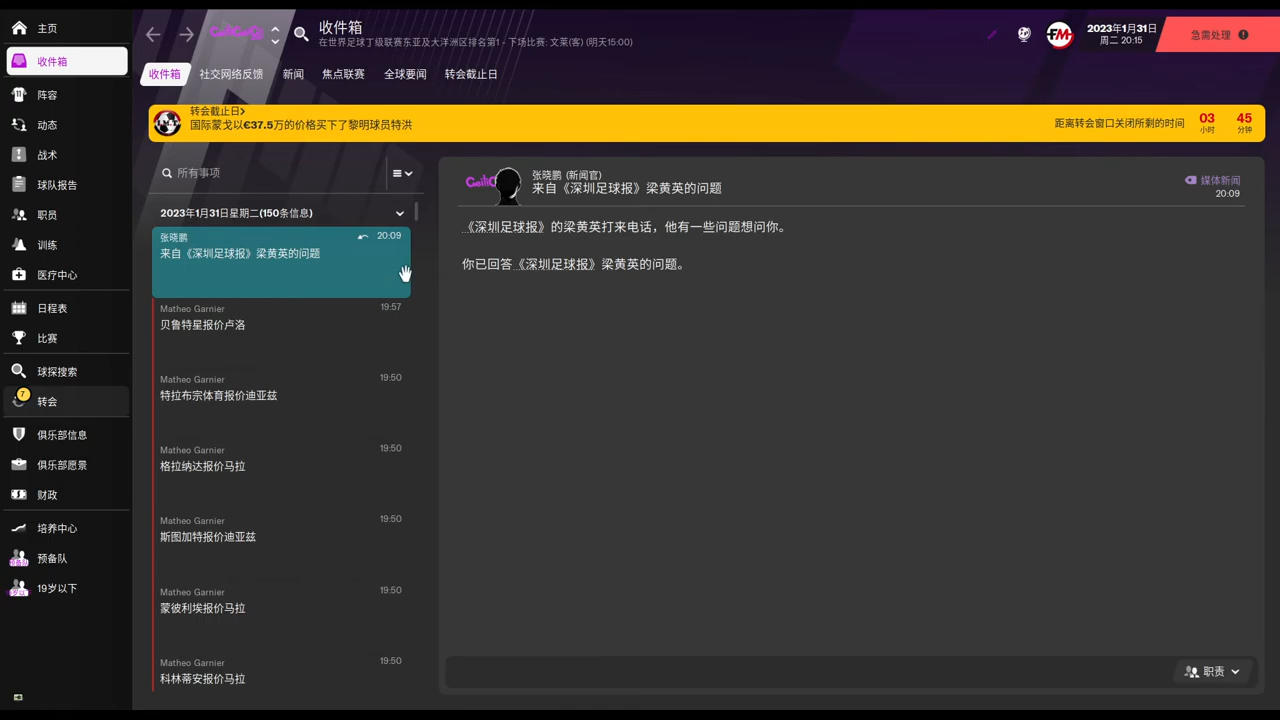 主页
收件箱
阵容
动态
战术
球队报告
职员
训练
医疗中心
日程表
比赛
球探搜索
7
转会
俱乐部信息
俱乐部愿景
财政
培养中心
预备队
19岁以下
收件箱
在世界足球丁级联赛东亚及大洋洲区排名第1 - 下场比赛: 文莱(客) (明天15:00)
FM
2023年1月31日
周二 20:15
急需处理
收件箱 社交网络反馈 新闻 焦点联赛 全球要闻 转会截止日
转会截止日>
国际蒙戈以€37.5万的价格买下了黎明球员特洪
距离转会窗口关闭所剩的时间
03 小时
45 分钟
所有事项
2023年1月31日星期二(150条信息)
张晓鹏 20:09
来自《深圳足球报》梁黄英的问题
Matheo Garnier 19:57
贝鲁特星报价卢洛
Matheo Garnier 19:50
特拉布宗体育报价迪亚兹
Matheo Garnier 19:50
格拉纳达报价马拉
Matheo Garnier 19:50
斯图加特报价迪亚兹
Matheo Garnier 19:50
蒙彼利埃报价马拉
Matheo Garnier 19:50
科林蒂安报价马拉
张晓鹏 (新闻官)
来自《深圳足球报》梁黄英的问题
媒体新闻
20:09
《深圳足球报》的梁黄英打来电话，他有一些问题想问你。
你已回答《深圳足球报》梁黄英的问题。
职责